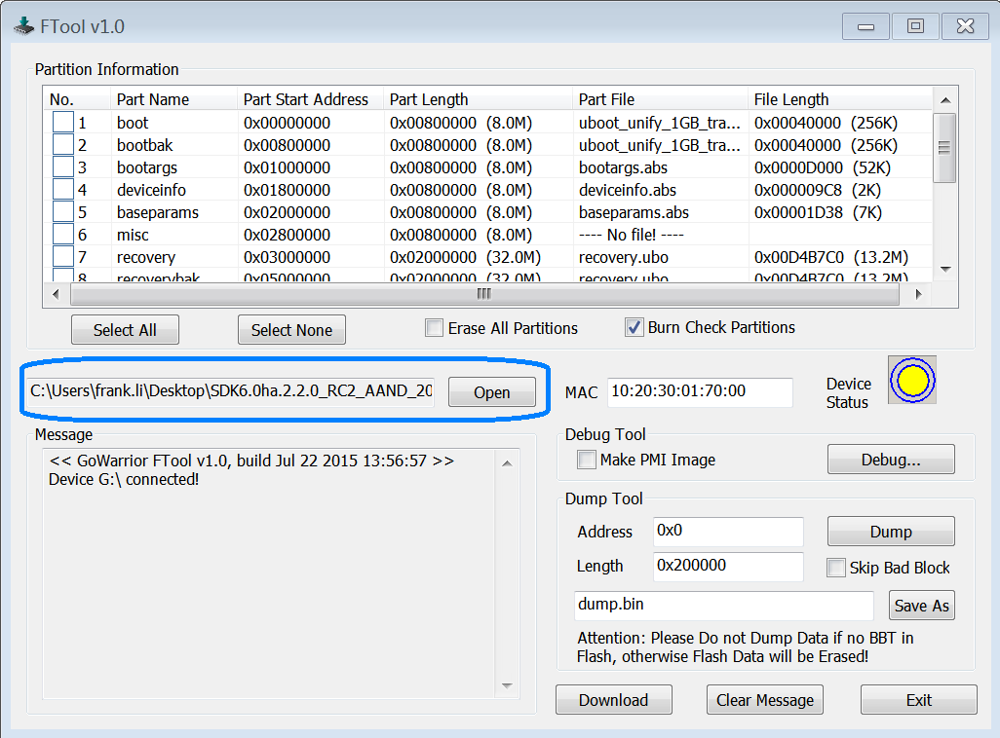 FTool v1.0
Partition Information
No. Part Name Part Start Address Part Length Part File File Length
1 boot 0x00000000 0x00800000 (8.0M) uboot_unify_1GB_tra... 0x00040000 (256K)
2 bootbak 0x00800000 0x00800000 (8.0M) uboot_unify_1GB_tra... 0x00040000 (256K)
3 bootargs 0x01000000 0x00800000 (8.0M) bootargs.abs 0x0000D000 (52K)
4 deviceinfo 0x01800000 0x00800000 (8.0M) deviceinfo.abs 0x000009C8 (2K)
5 baseparams 0x02000000 0x00800000 (8.0M) baseparams.abs 0x00001D38 (7K)
6 misc 0x02800000 0x00800000 (8.0M) ---- No file! ----
7 recovery 0x03000000 0x02000000 (32.0M) recovery.ubo 0x00D4B7C0 (13.2M)
8 recoverybak 0x05000000 0x02000000 (32.0M) recovery.ubo 0x00D4B7C0 (13.2M)
Select All Select None Erase All Partitions Burn Check Partitions
C:\Users\frank.li\Desktop\SDK6.0ha.2.2.0_RC2_AAND_20 Open MAC 10:20:30:01:70:00 Device
Status
Message
<< GoWarrior FTool v1.0, build Jul 22 2015 13:56:57 >>
Device G:\ connected!
Debug Tool
Make PMI Image Debug...
Dump Tool
Address 0x0 Dump
Length 0x200000 Skip Bad Block
dump.bin Save As
Attention: Please Do not Dump Data if no BBT in
Flash, otherwise Flash Data will be Erased!
Download Clear Message Exit